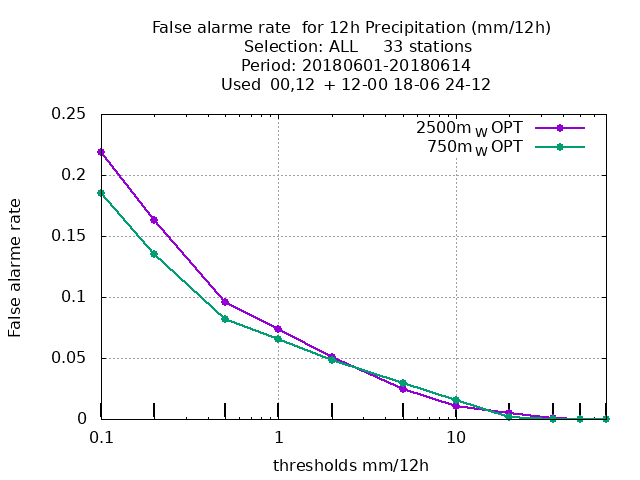 False alarme rate  for 12h Precipitation (mm/12h)
Selection: ALL     33 stations
Period: 20180601-20180614
Used  00,12  + 12-00 18-06 24-12
2500m W OPT
750m W OPT
False alarme rate
0.25
0.2
0.15
0.1
0.05
0
0.1 1 10
thresholds mm/12h